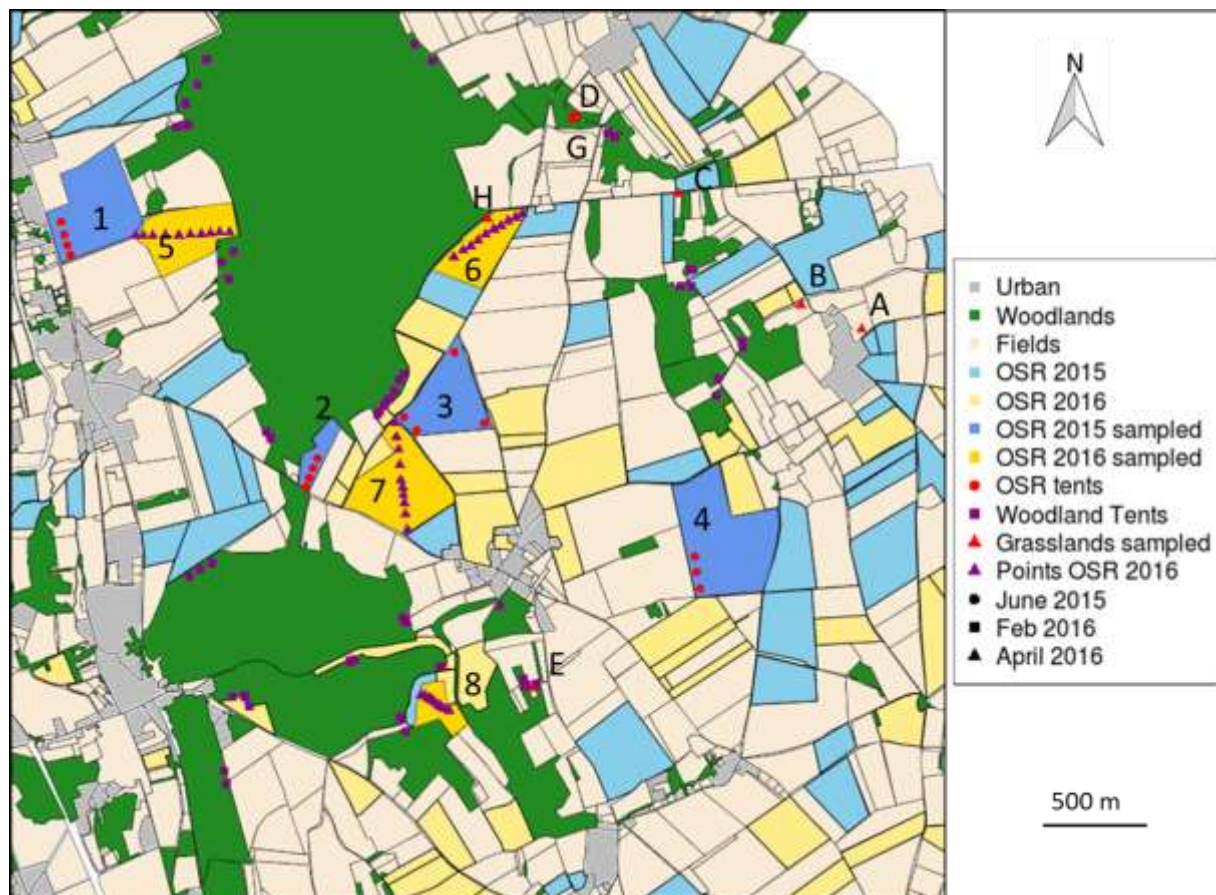 N
D
G
C
H
1
5
6
B
A
2
3
7
4
E
8
Urban
Woodlands
Fields
OSR 2015
OSR 2016
OSR 2015 sampled
OSR 2016 sampled
OSR tents
Woodland Tents
Grasslands sampled
Points OSR 2016
June 2015
Feb 2016
April 2016
500 m